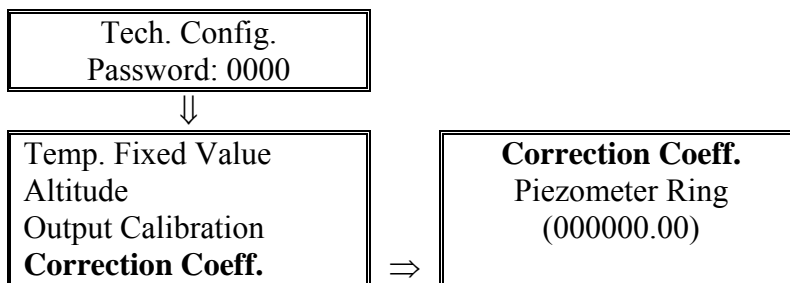 Tech. Config.
Password: 0000
⇓
Temp. Fixed Value
Altitude
Output Calibration
Correction Coeff.
⇒
Correction Coeff.
Piezometer Ring
(000000.00)